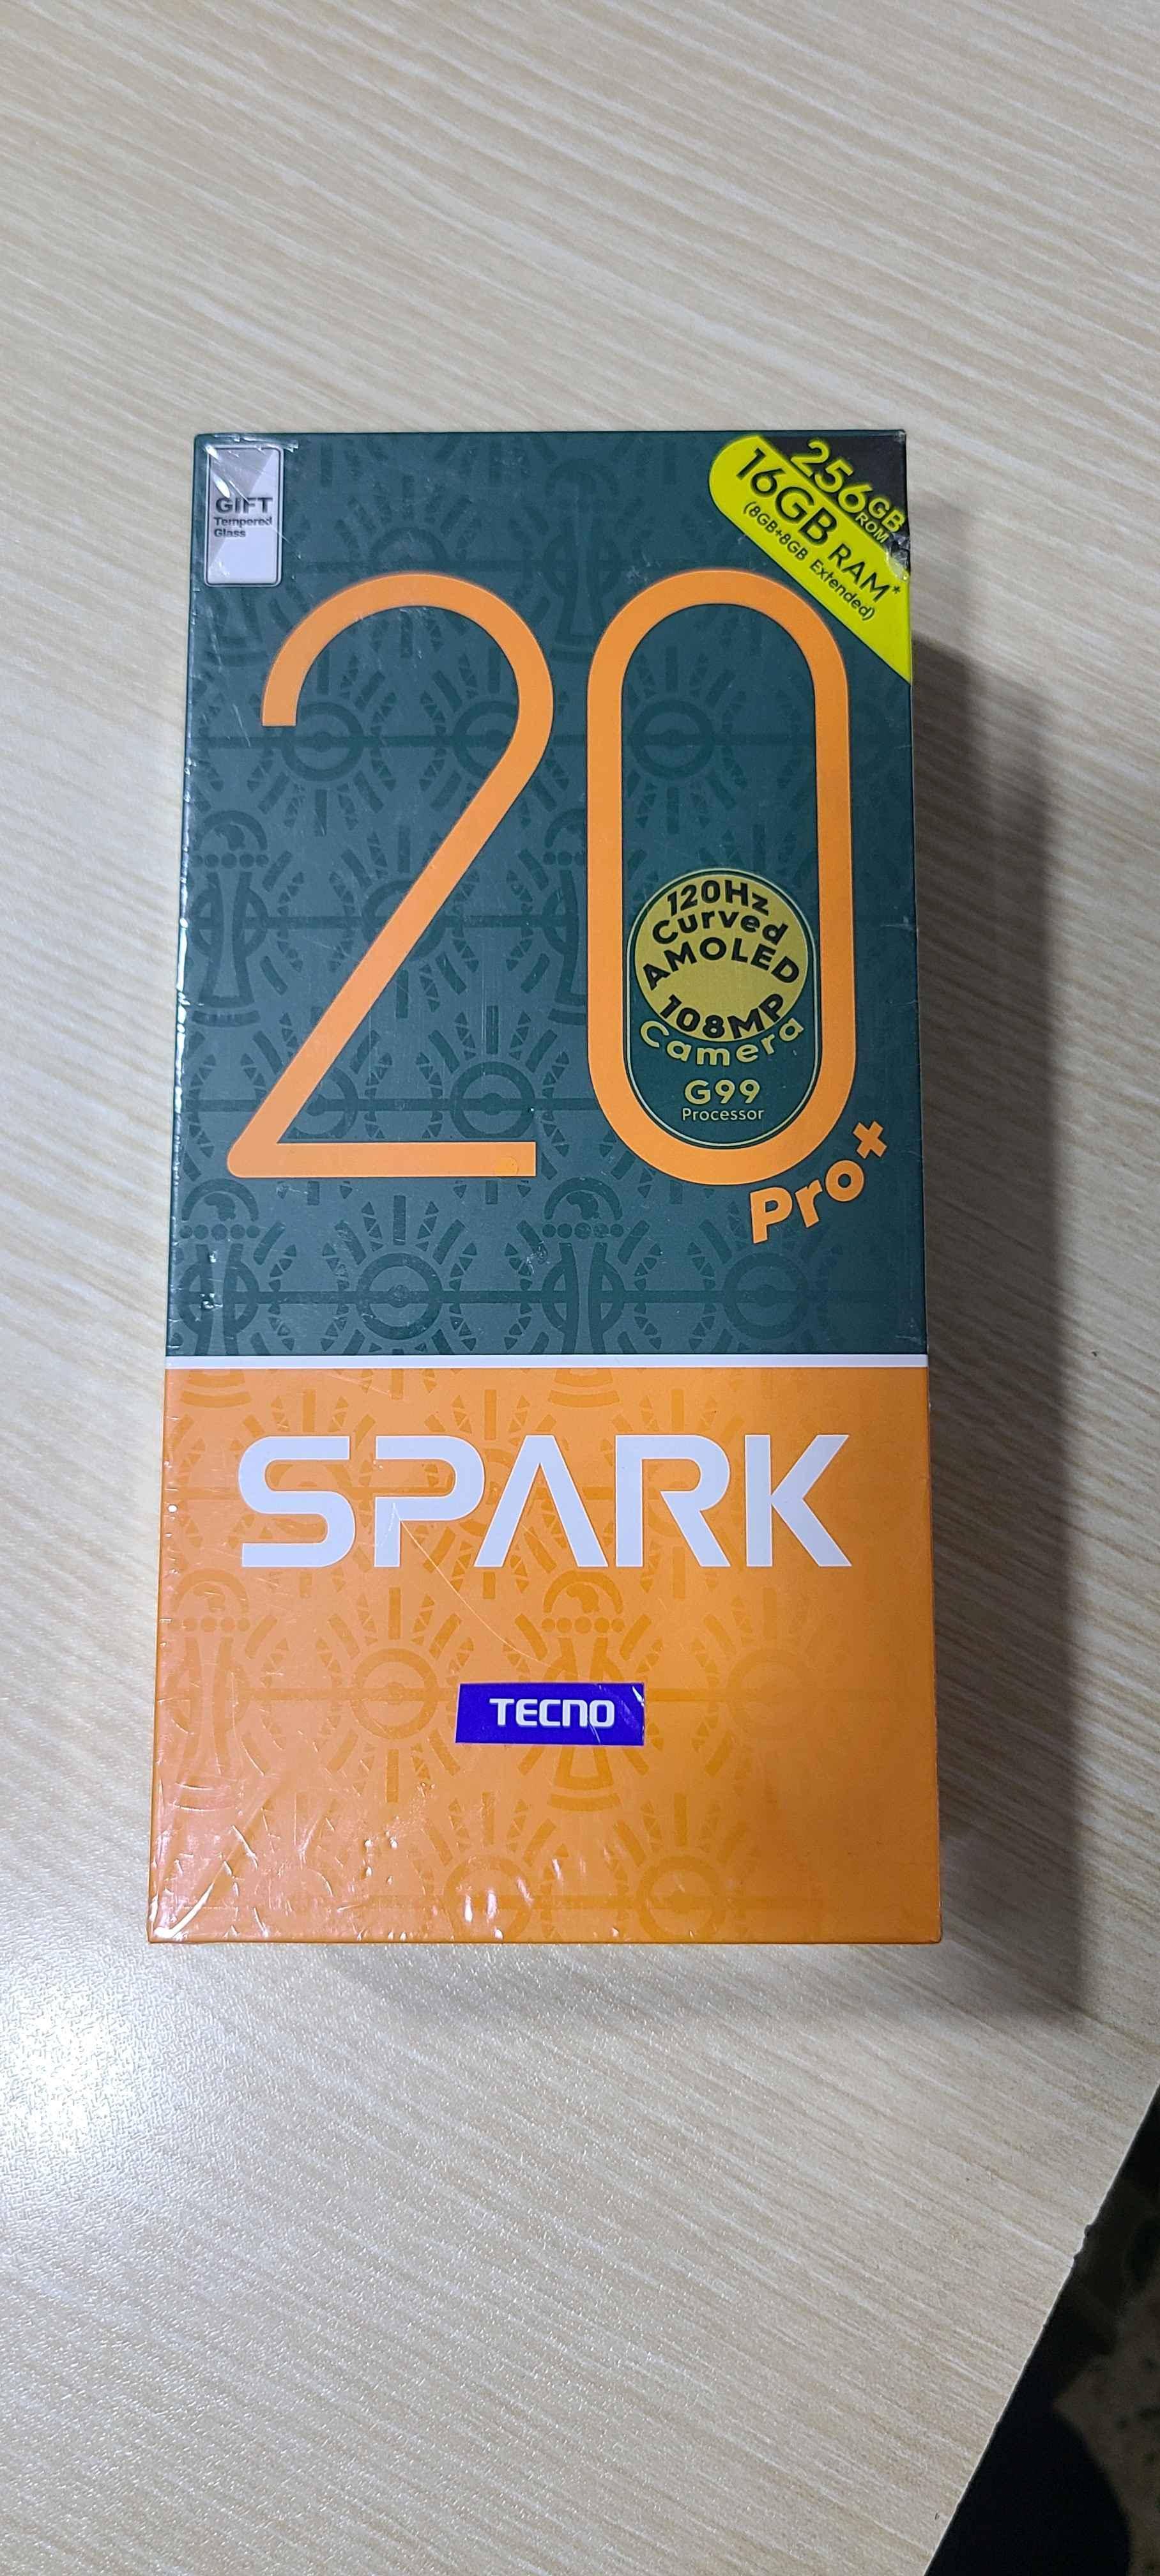 GIFT
Tempered
Glass
256GB
ROM
16GB RAM*
(8GB+8GB Extended)
20
120Hz
Curved
AMOLED
108MP
Camera
G99
Processor
Pro+
SPARK
TECNO